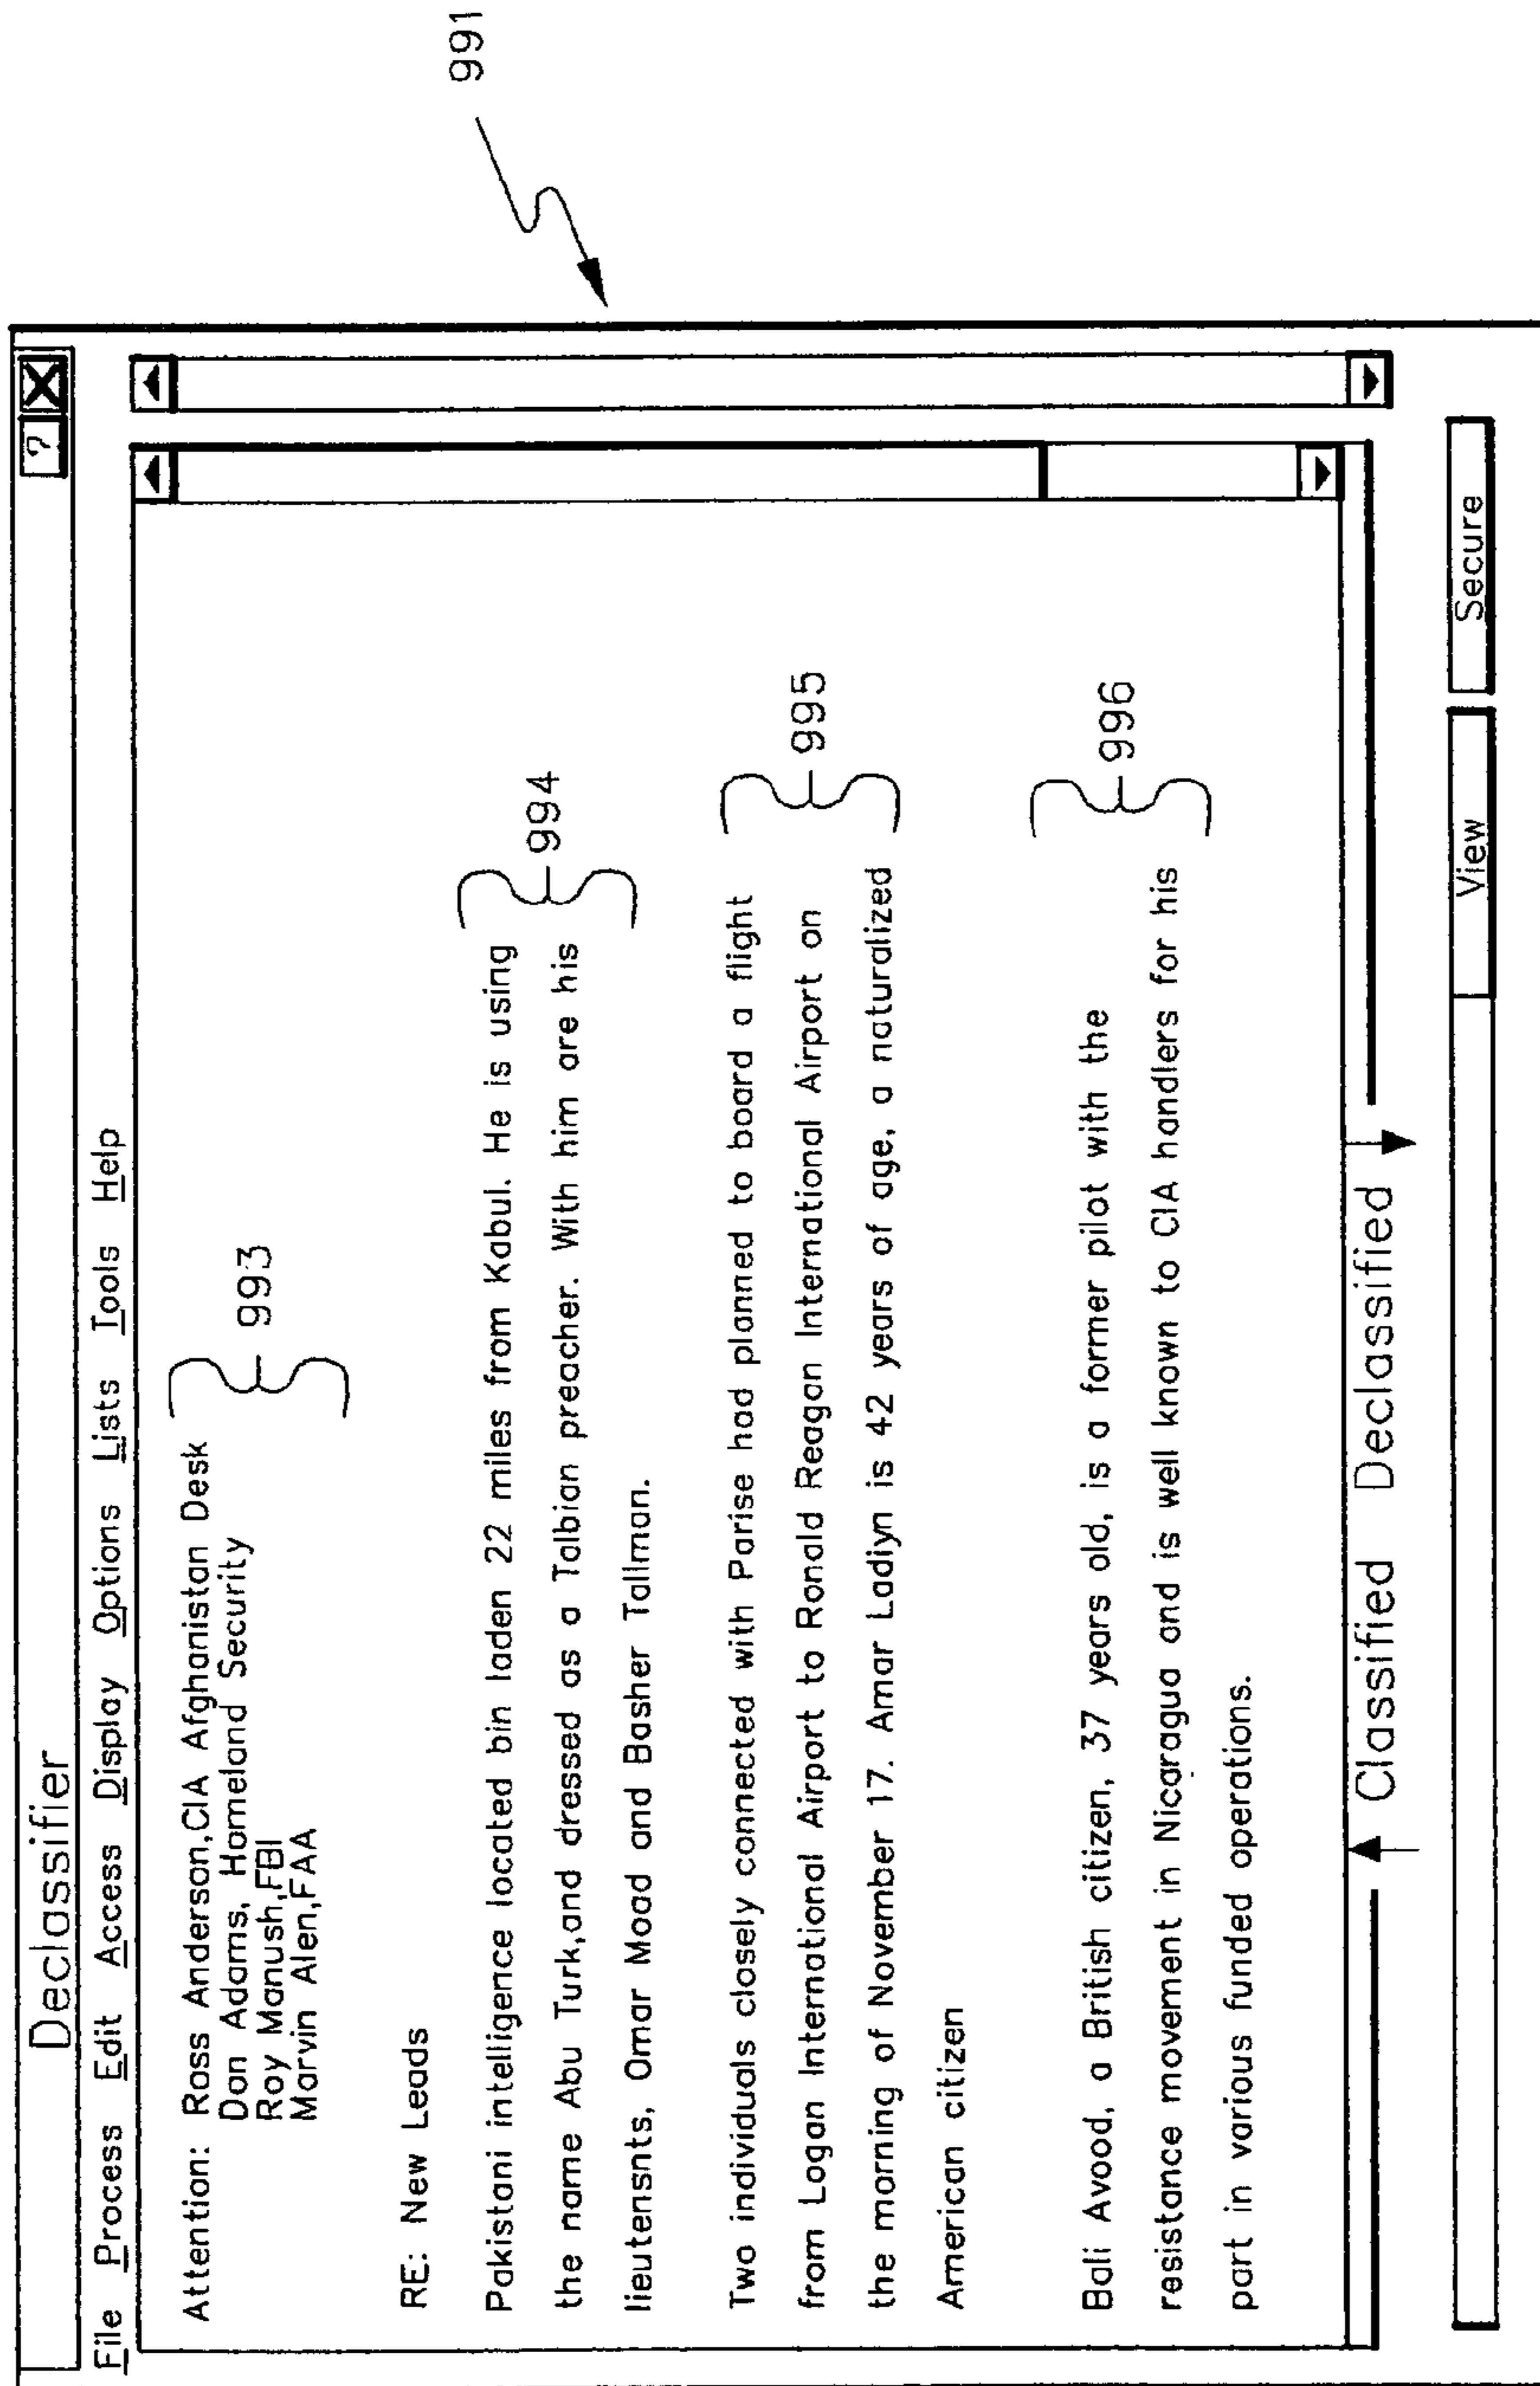 Declassifier
?
X
File Process Edit Access Display Options Lists Tools Help
Attention: Ross Anderson,CIA Afghanistan Desk
Don Adams, Homeland Security
Roy Manush,FBI
Marvin Alen,FAA
993
RE: New Leads
Pakistani intelligence located bin laden 22 miles from Kabul. He is using
the name Abu Turk,and dressed as a Talbian preacher. With him are his
lieutensnts, Omar Moad and Basher Tallman.
994
Two individuals closely connected with Parise had planned to board a flight
from Logan International Airport to Ronald Reagan International Airport on
the morning of November 17. Amar Ladiyn is 42 years of age, a naturalized
American citizen
995
Bali Avood, a British citizen, 37 years old, is a former pilot with the
resistance movement in Nicaragua and is well known to CIA handlers for his
part in various funded operations.
996
Classified Declassified
View Secure
991